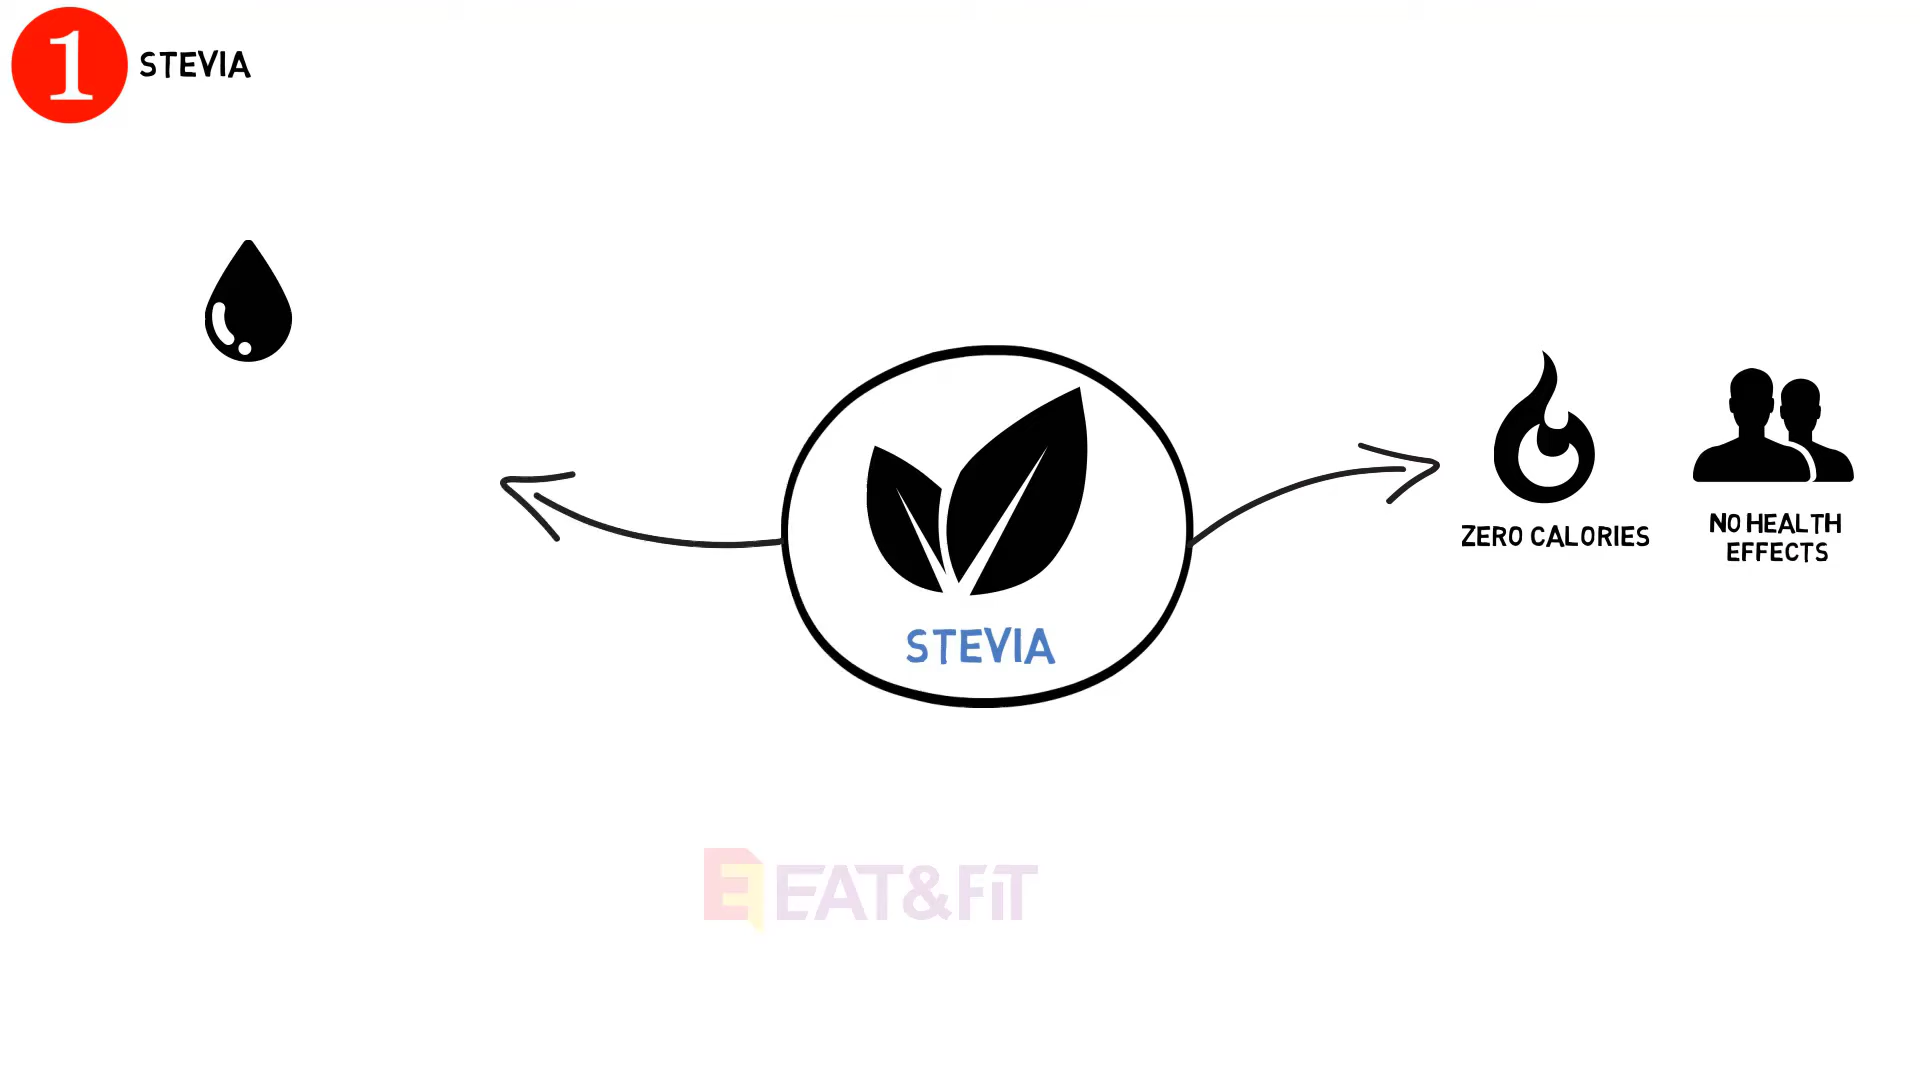 1 STEVIA
STEVIA
ZERO CALORIES
NO HEALTH
EFFECTS
EAT&FIT